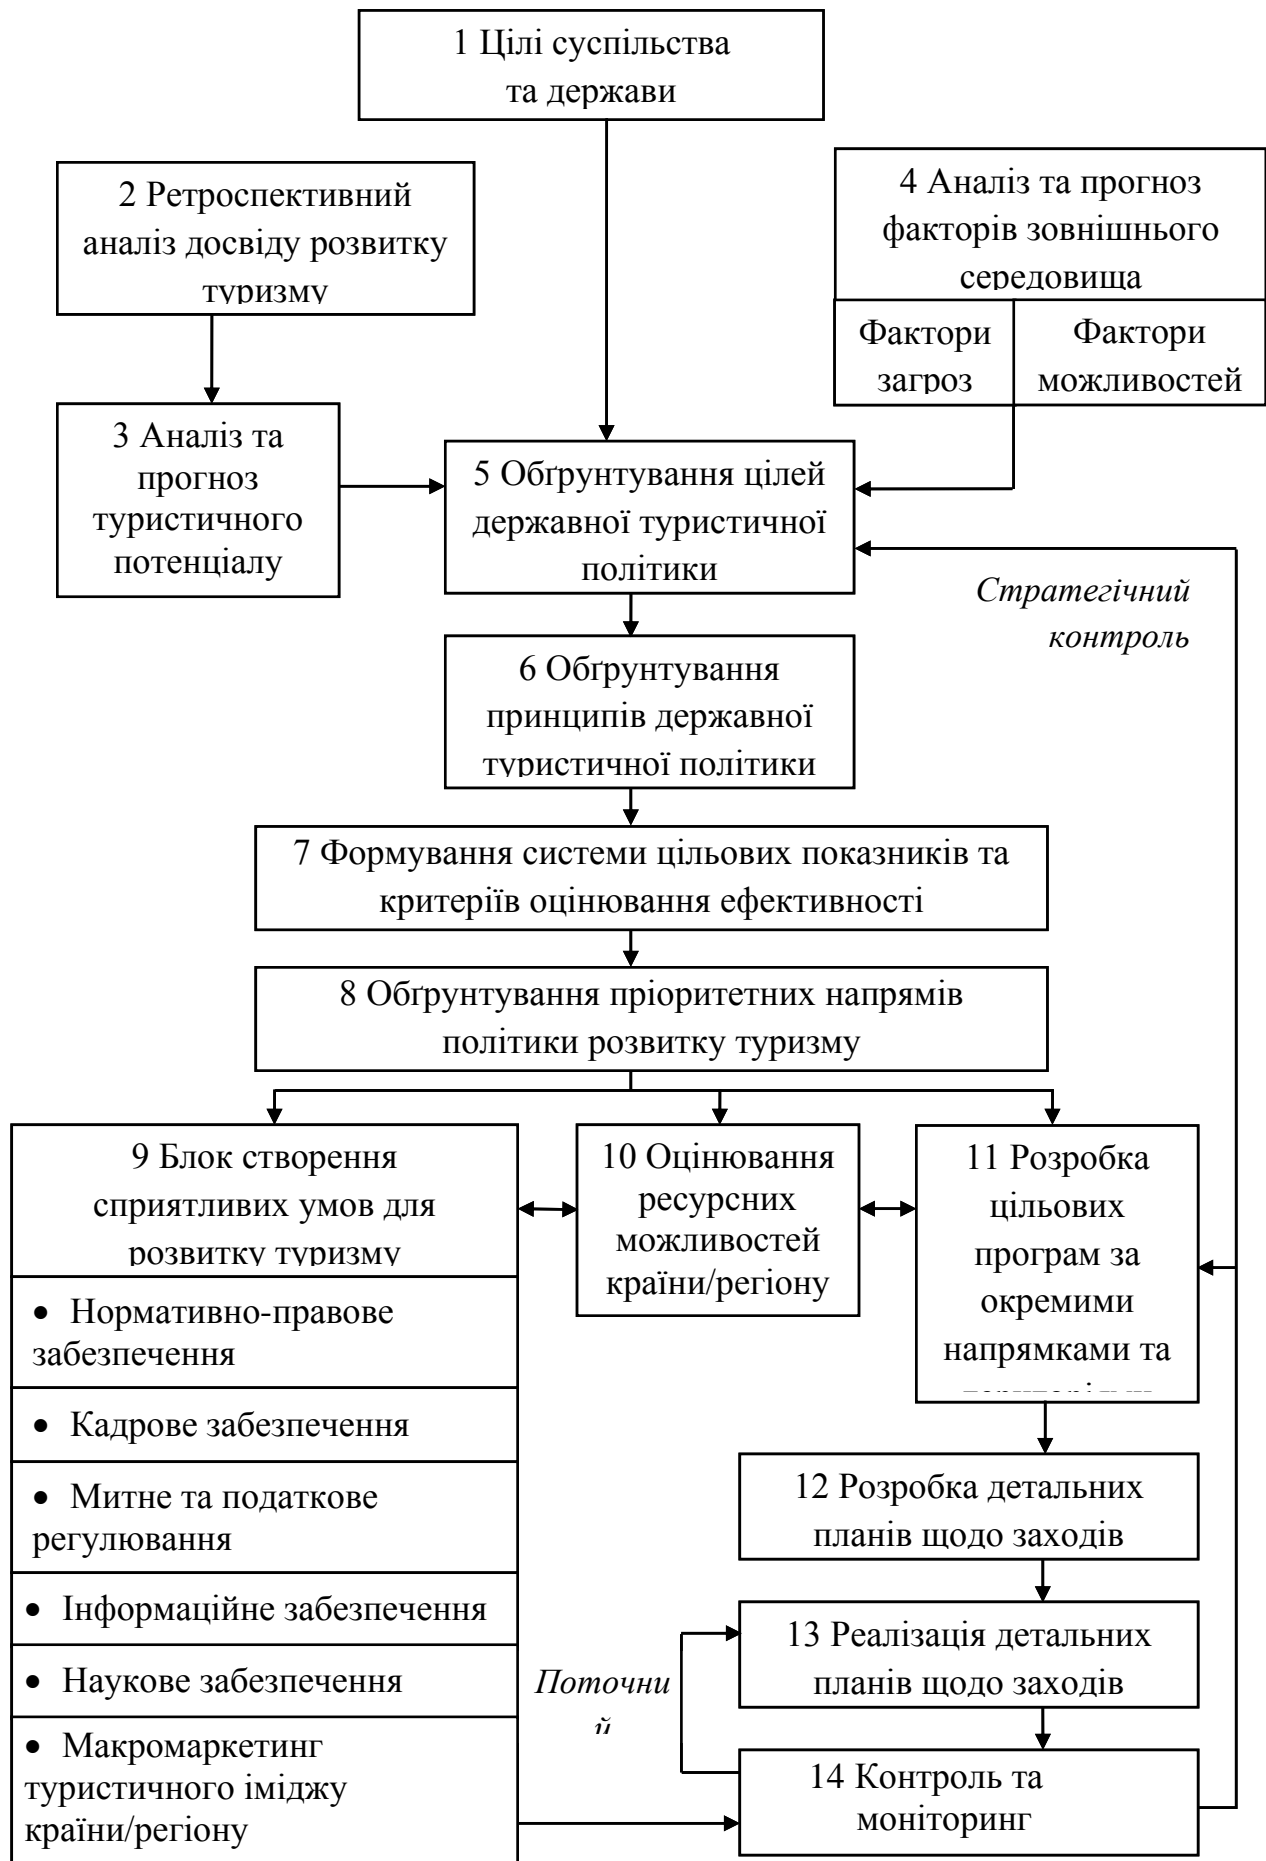 1 Цілі суспільства
та держави
2 Ретроспективний
аналіз досвіду розвитку
туризму
4 Аналіз та прогноз
факторів зовнішнього
середовища
Фактори
загроз
Фактори
можливостей
3 Аналіз та
прогноз
туристичного
потенціалу
5 Обґрунтування цілей
державної туристичної
політики
Стратегічний
контроль
6 Обґрунтування
принципів державної
туристичної політики
7 Формування системи цільових показників та
критеріїв оцінювання ефективності
8 Обґрунтування пріоритетних напрямів
політики розвитку туризму
9 Блок створення
сприятливих умов для
розвитку туризму
• Нормативно-правове
забезпечення
• Кадрове забезпечення
• Митне та податкове
регулювання
• Інформаційне забезпечення
• Наукове забезпечення
• Макромаркетинг
туристичного іміджу
країни/регіону
10 Оцінювання
ресурсних
можливостей
країни/регіону
11 Розробка
цільових
програм за
окремими
напрямками та
12 Розробка детальних
планів щодо заходів
13 Реалізація детальних
планів щодо заходів
Поточни
й
14 Контроль та
моніторинг